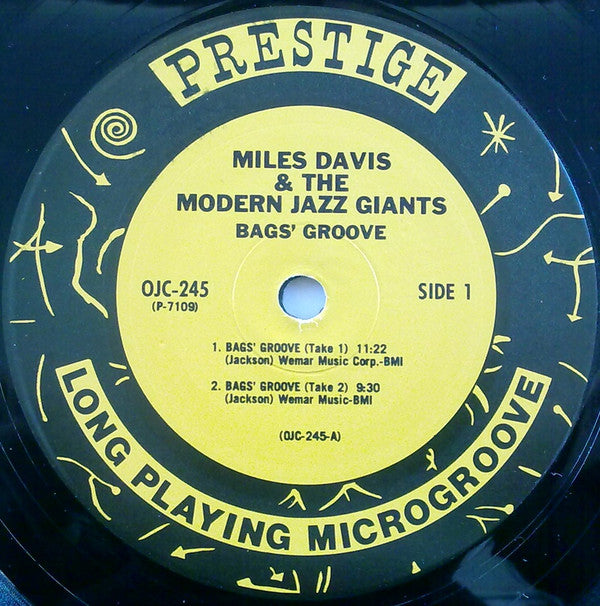 PRESTIGE
MILES DAVIS
& THE
MODERN JAZZ GIANTS
BAGS' GROOVE
OJC-245
(P-7109)
SIDE 1
1. BAGS' GROOVE (Take 1) 11:22
(Jackson) Wemar Music Corp.-BMI
2. BAGS' GROOVE (Take 2) 9:30
(Jackson) Wemar Music-BMI
(OJC-245-A)
LONG PLAYING MICROGROOVE